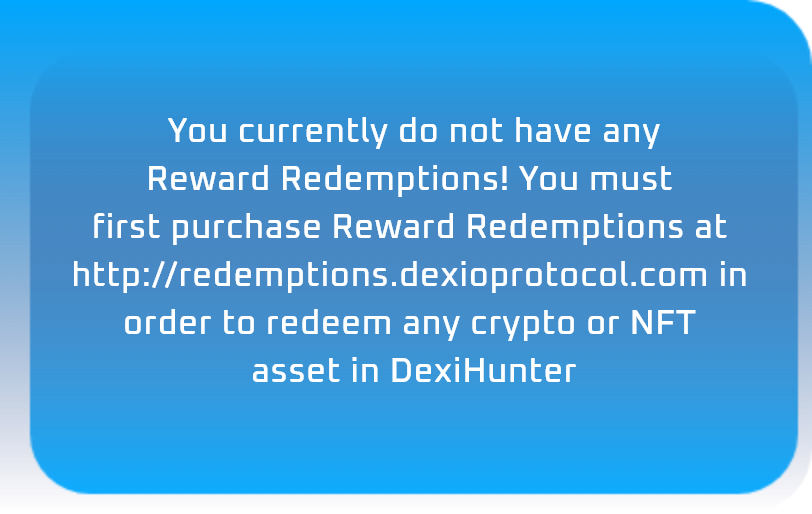 You currently do not have any
Reward Redemptions! You must
first purchase Reward Redemptions at
http://redemptions.dexioprotocol.com in
order to redeem any crypto or NFT
asset in DexiHunter